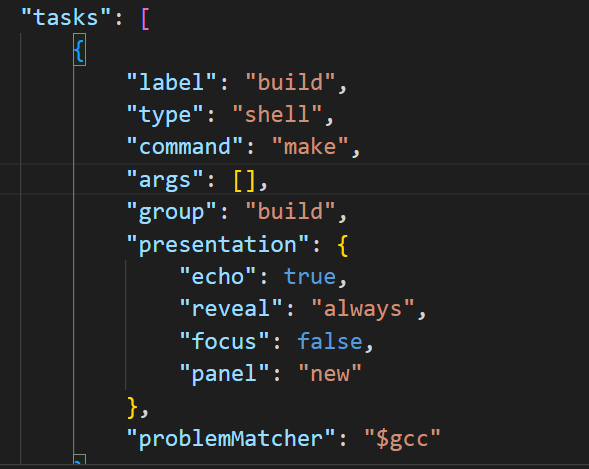 "tasks": [
{
"label": "build",
"type": "shell",
"command": "make",
"args": [],
"group": "build",
"presentation": {
"echo": true,
"reveal": "always",
"focus": false,
"panel": "new"
},
"problemMatcher": "$gcc"
}